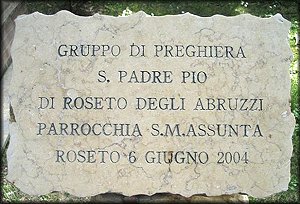 GRUPPO DI PREGHIERA
S. PADRE PIO
DI ROSETO DEGLI ABRUZZI
PARROCCHIA S.M.ASSUNTA
ROSETO 6 GIUGNO 2004